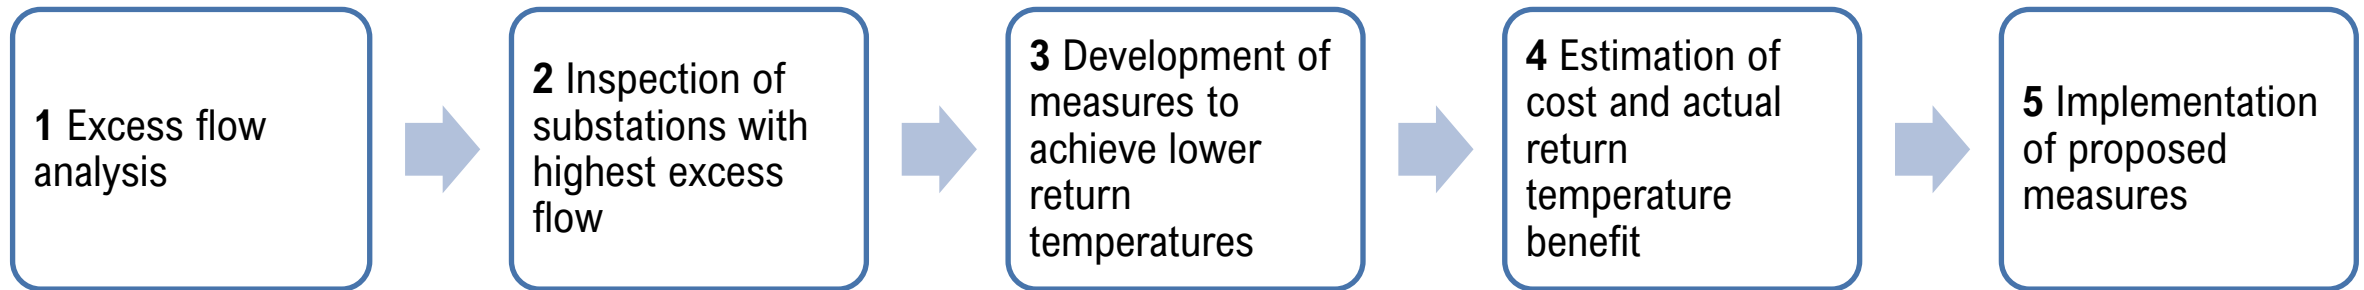 1 Excess flow
analysis
2 Inspection of
substations with
highest excess
flow
3 Development of
measures to
achieve lower
return
temperatures
4 Estimation of
cost and actual
return
temperature
benefit
5 Implementation
of proposed
measures